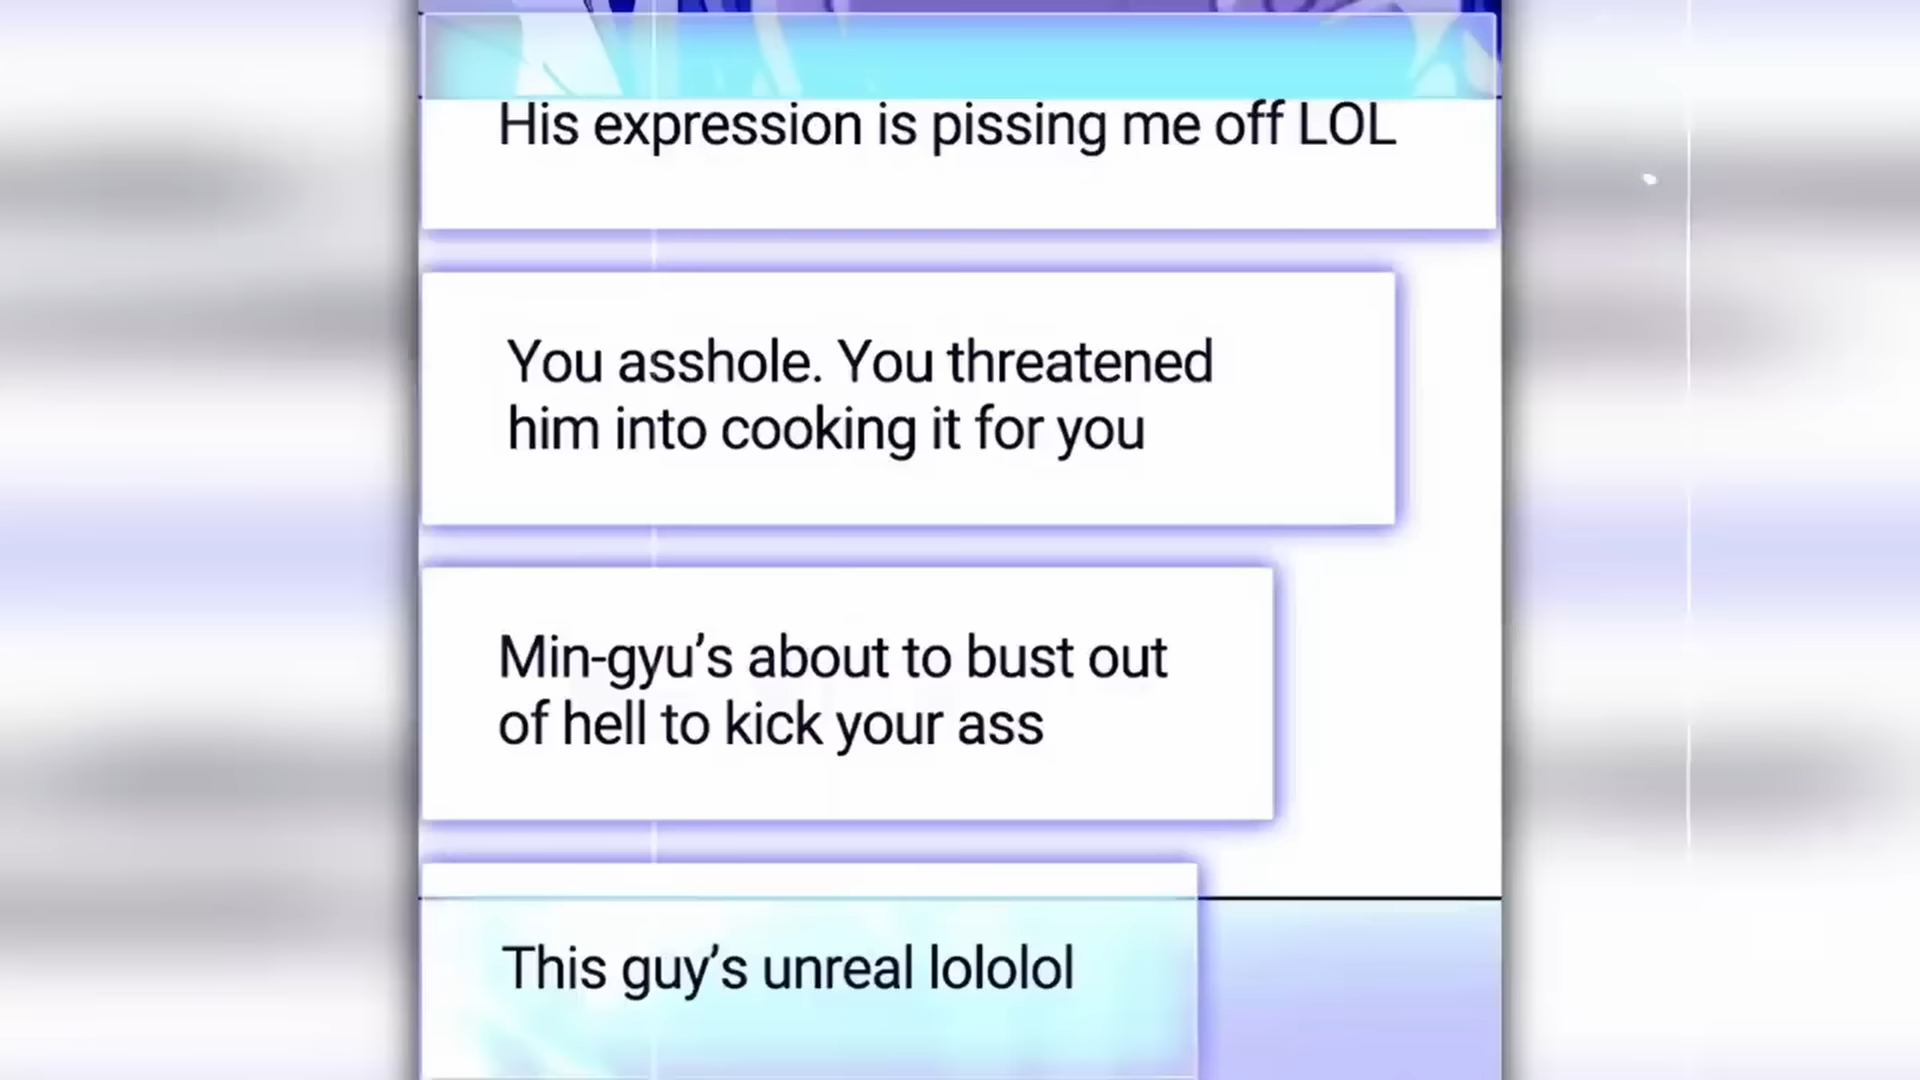 His expression is pissing me off LOL
You asshole. You threatened
him into cooking it for you
Min-gyu’s about to bust out
of hell to kick your ass
This guy’s unreal lololol